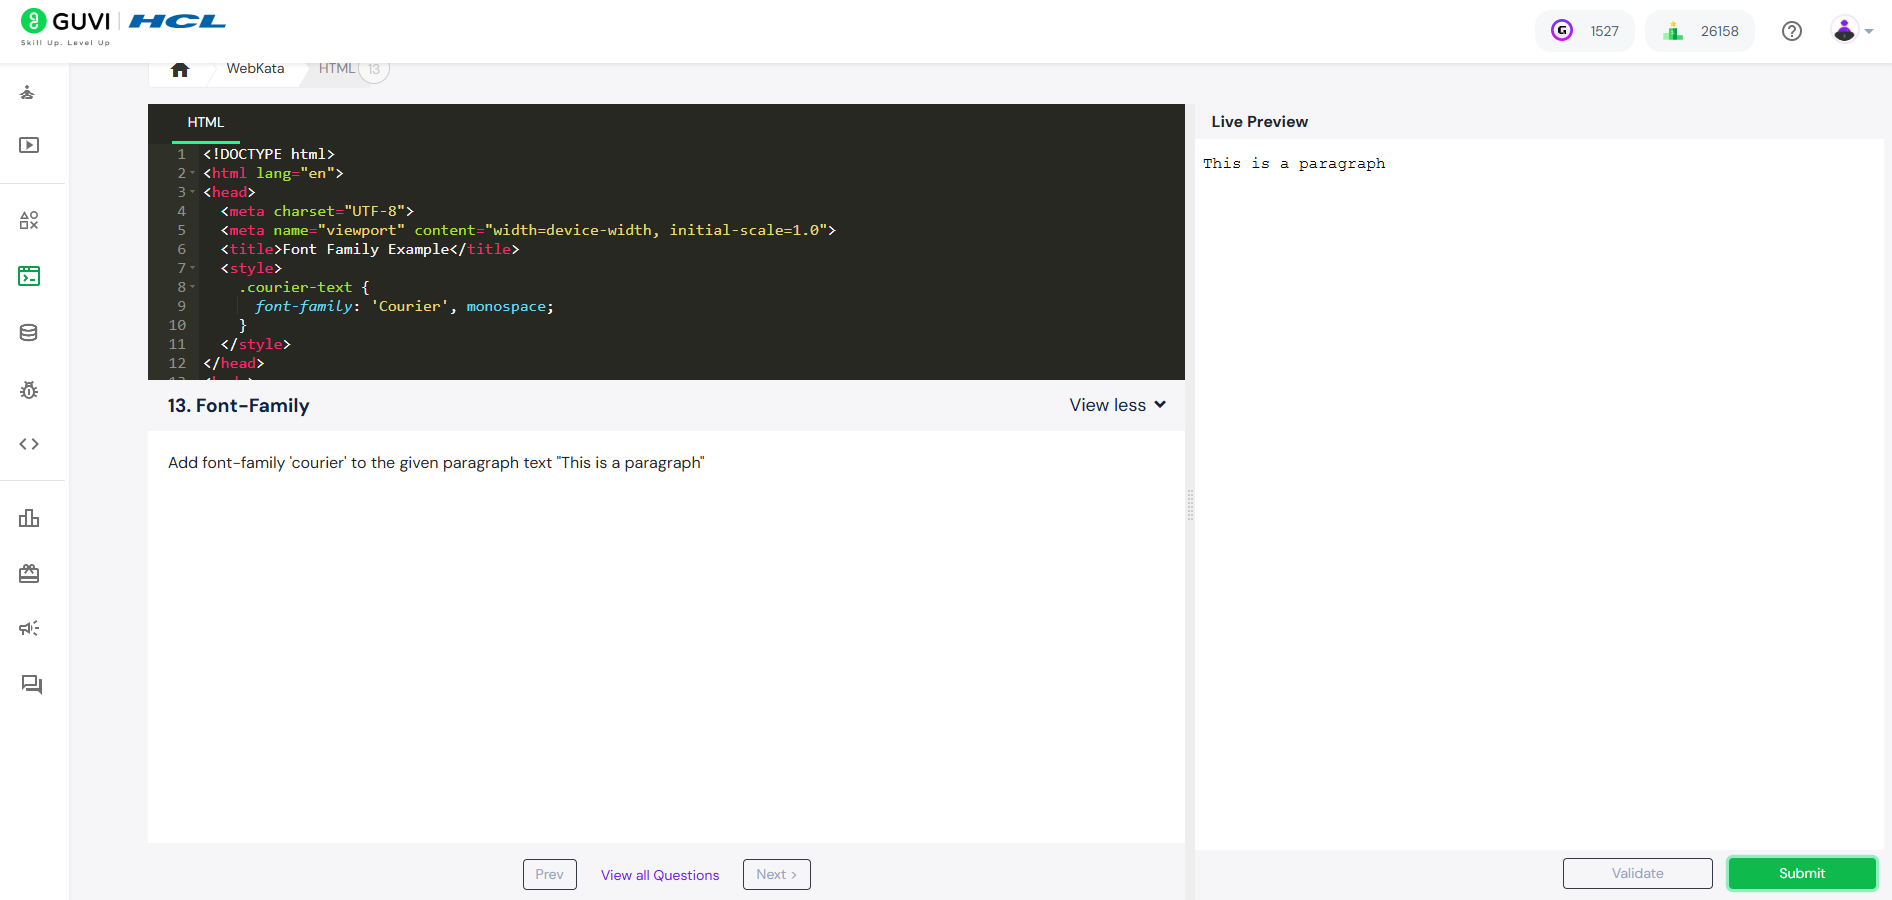 GUVI HCL
Skill Up. Level Up
1527
26158
WebKata
HTML 13
HTML
1 <!DOCTYPE html>
2 <html lang="en">
3 <head>
4 <meta charset="UTF-8">
5 <meta name="viewport" content="width=device-width, initial-scale=1.0">
6 <title>Font Family Example</title>
7 <style>
8 .courier-text {
9 font-family: 'Courier', monospace;
10 }
11 </style>
12 </head>
13. Font-Family
View less
Add font-family 'courier' to the given paragraph text "This is a paragraph"
Prev
View all Questions
Next >
Live Preview
This is a paragraph
Validate
Submit